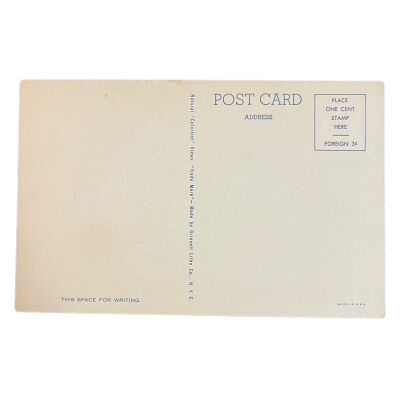 POST CARD
ADDRESS
PLACE
ONE CENT
STAMP
HERE
FOREIGN 2¢
Natural "Colortint" Views "Trade Mark" — Made by Grinnell Litho Co., N. Y. C.
THIS SPACE FOR WRITING
MADE IN U.S.A.